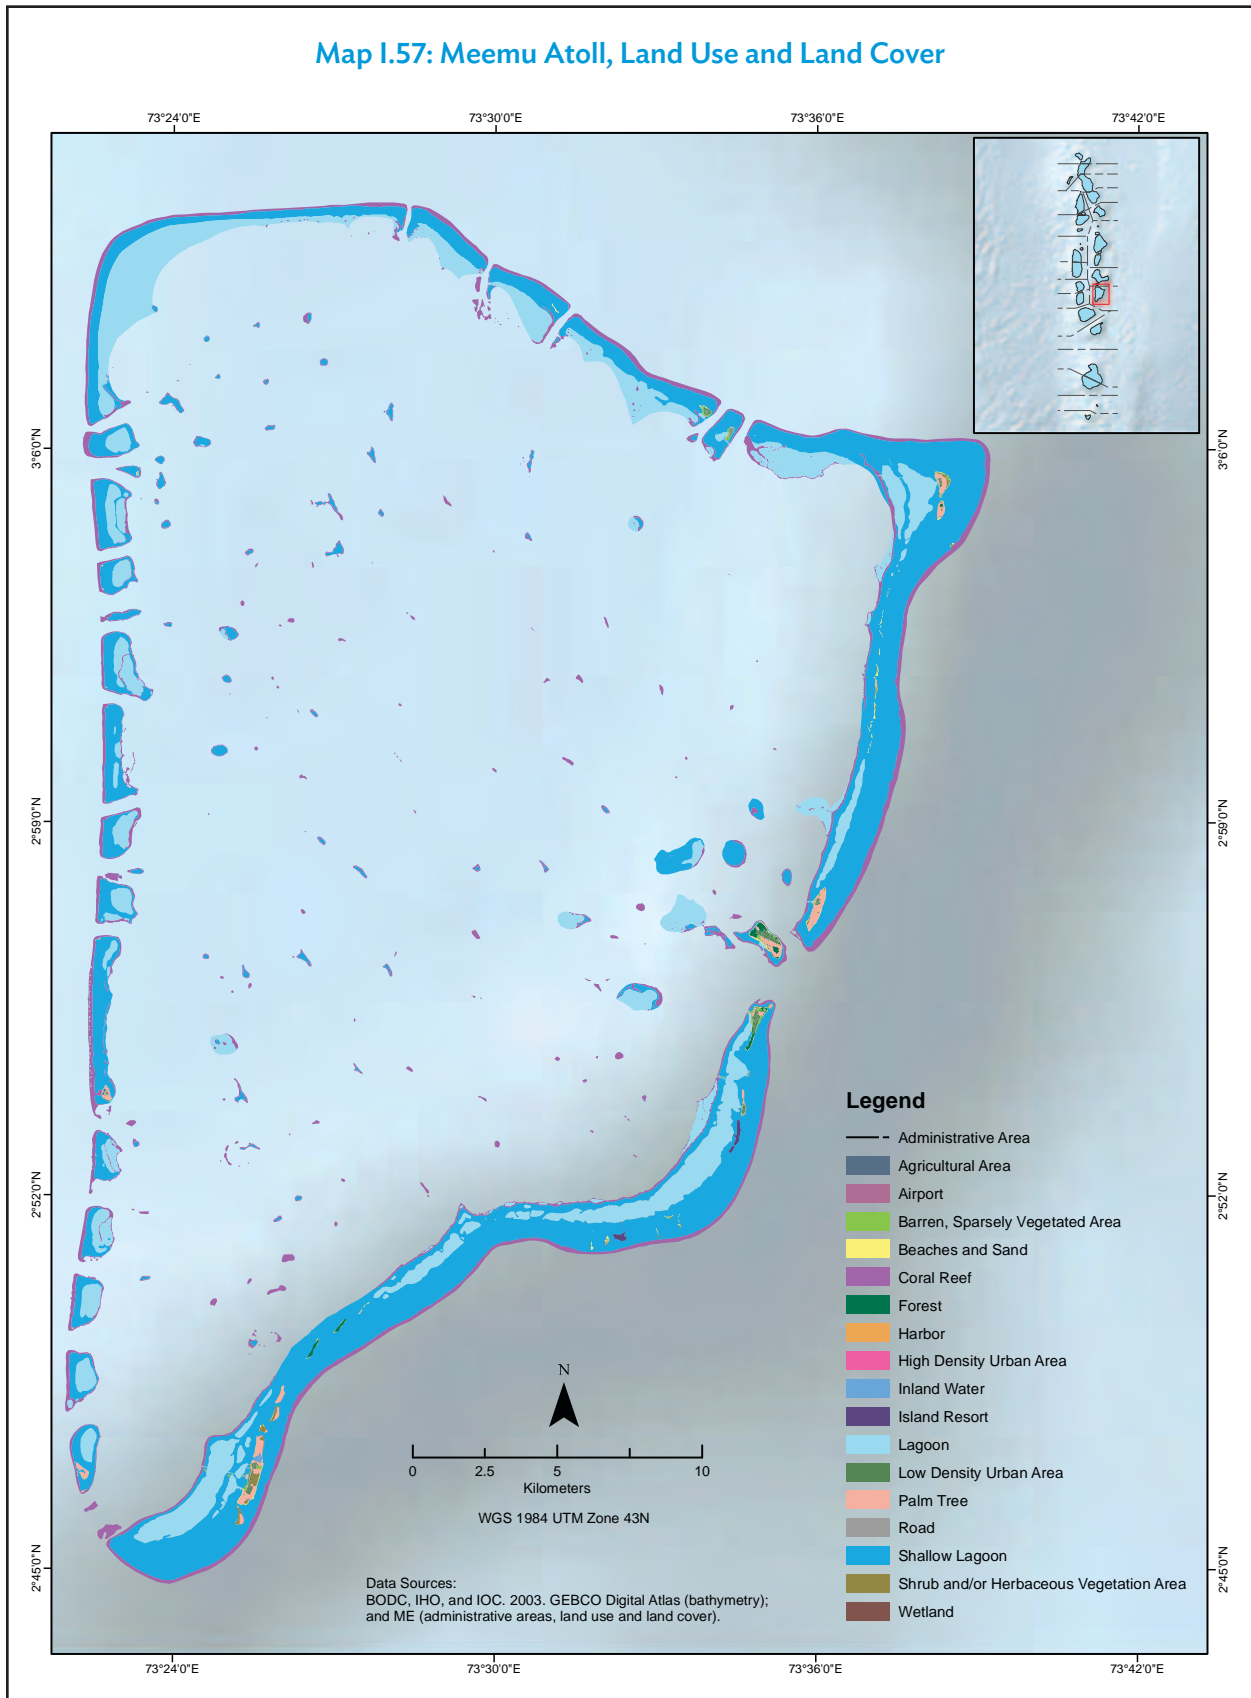 Map I.57: Meemu Atoll, Land Use and Land Cover
73°24'0"E
73°30'0"E
73°36'0"E
73°42'0"E
3°6'0"N
3°6'0"N
2°59'0"N
2°59'0"N
2°52'0"N
2°52'0"N
2°45'0"N
2°45'0"N
Legend
Administrative Area
Agricultural Area
Airport
Barren, Sparsely Vegetated Area
Beaches and Sand
Coral Reef
Forest
Harbor
High Density Urban Area
Inland Water
Island Resort
Lagoon
Low Density Urban Area
Palm Tree
Road
Shallow Lagoon
Shrub and/or Herbaceous Vegetation Area
Wetland
N
0 2.5 5 10
Kilometers
WGS 1984 UTM Zone 43N
Data Sources:
BODC, IHO, and IOC. 2003. GEBCO Digital Atlas (bathymetry);
and ME (administrative areas, land use and land cover).
73°24'0"E
73°30'0"E
73°36'0"E
73°42'0"E